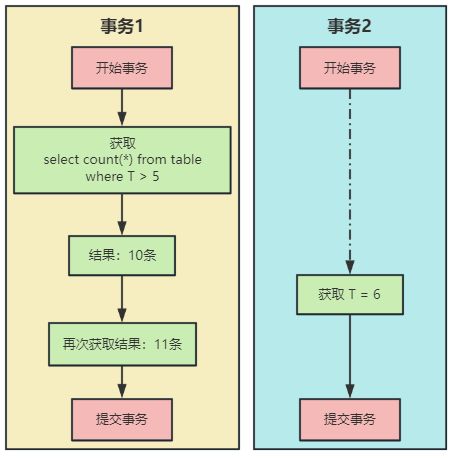 事务1
开始事务
获取
select count(*) from table
where T > 5
结果：10条
再次获取结果：11条
提交事务
事务2
开始事务
获取 T = 6
提交事务